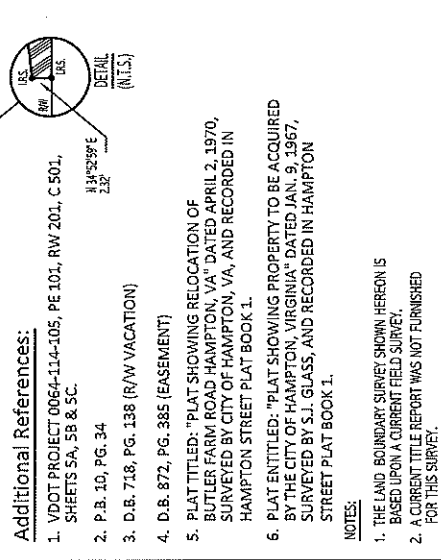 Additional References:
1. VDOT PROJECT 0064-114-105, PE 101, RW 201, C 501,
SHEETS 5A, 5B & 5C.
2. P.B. 10, PG. 34
3. D.B. 718, PG. 138 (R/W VACATION)
4. D.B. 872, PG. 385 (EASEMENT)
5. PLAT TITLED: "PLAT SHOWING RELOCATION OF
BUTLER FARM ROAD HAMPTON, VA" DATED APRIL 2, 1970,
SURVEYED BY CITY OF HAMPTON, VA, AND RECORDED IN
HAMPTON STREET PLAT BOOK 1.
6. PLAT ENTITLED: "PLAT SHOWING PROPERTY TO BE ACQUIRED
BY THE CITY OF HAMPTON, VIRGINIA" DATED JAN. 9, 1967,
SURVEYED BY S.J. GLASS, AND RECORDED IN HAMPTON
STREET PLAT BOOK 1.
NOTES:
1. THE LAND BOUNDARY SURVEY SHOWN HEREON IS
BASED UPON A CURRENT FIELD SURVEY.
2. A CURRENT TITLE REPORT WAS NOT FURNISHED
FOR THIS SURVEY.
I.R.S.
R/W
I.R.S.
N 34°52'59" E
2.32'
DETAIL
(N.T.S.)